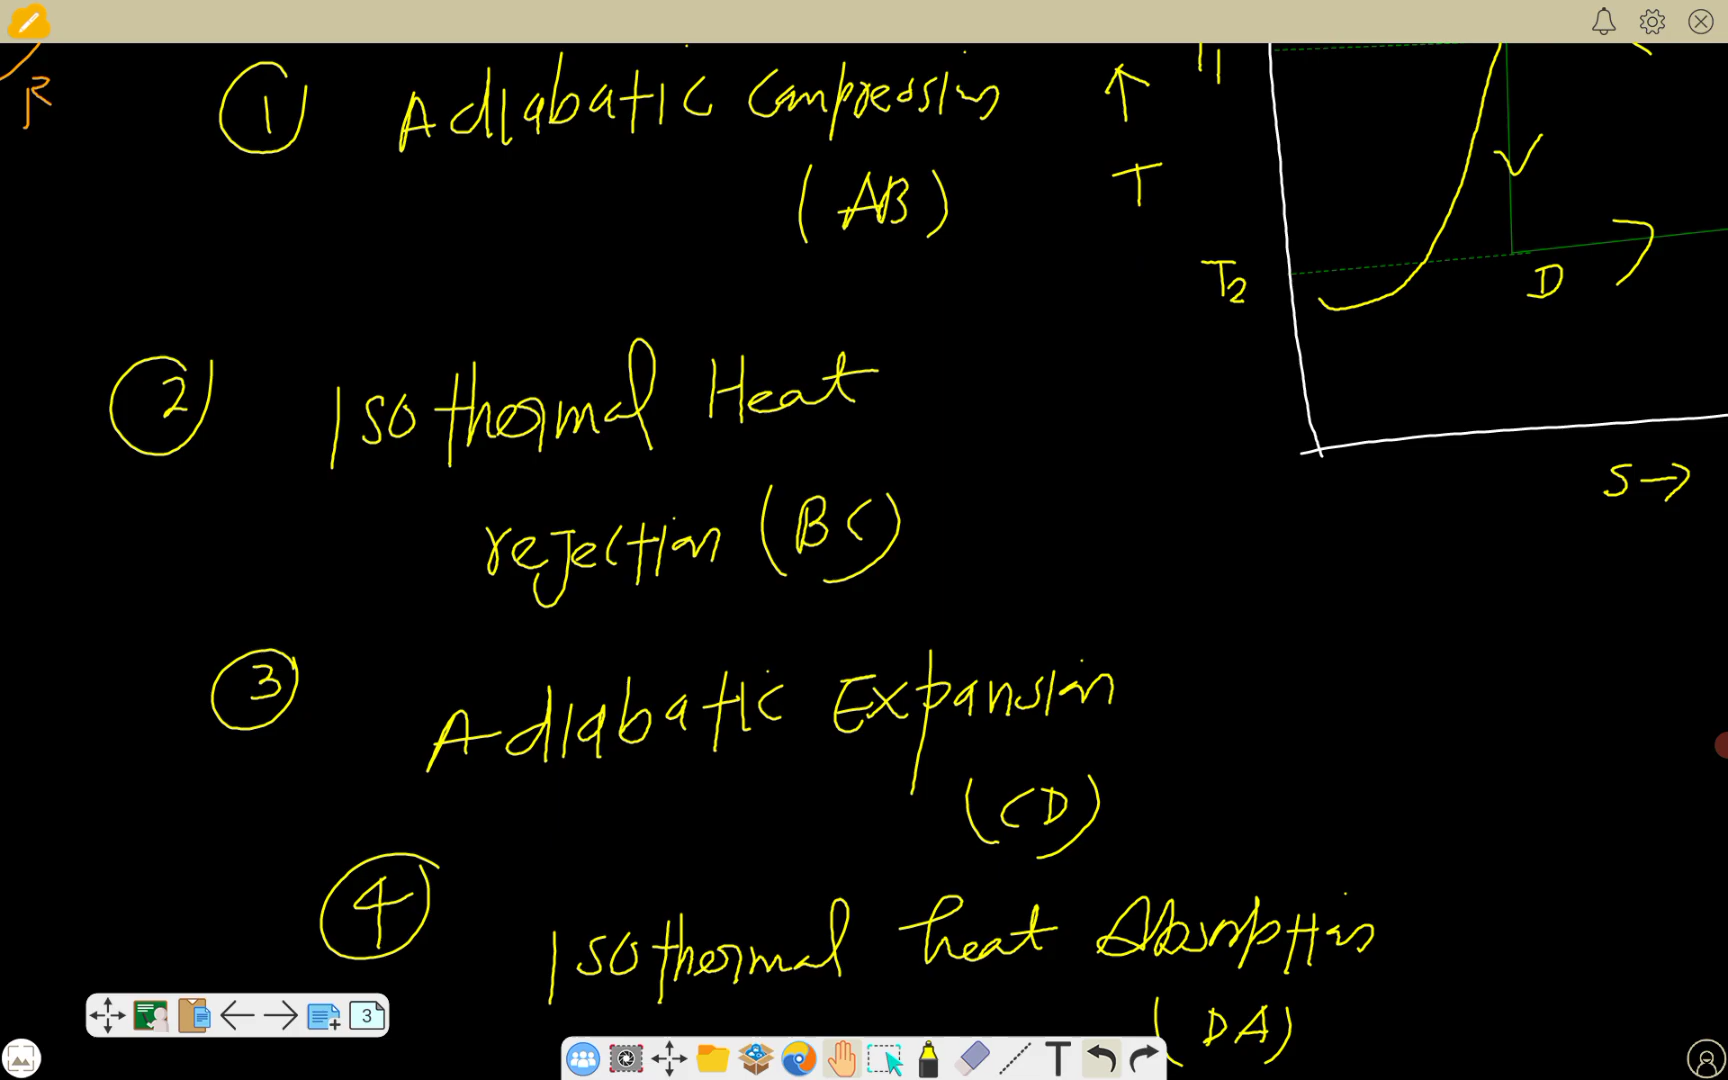 R
1 Adiabatic Compression ↑
(AB) T
2 Isothermal Heat
rejection (BC)
3 Adiabatic Expansion
(CD)
4 Isothermal heat Absorption
(DA)
T1
T2
D
S →
3
T